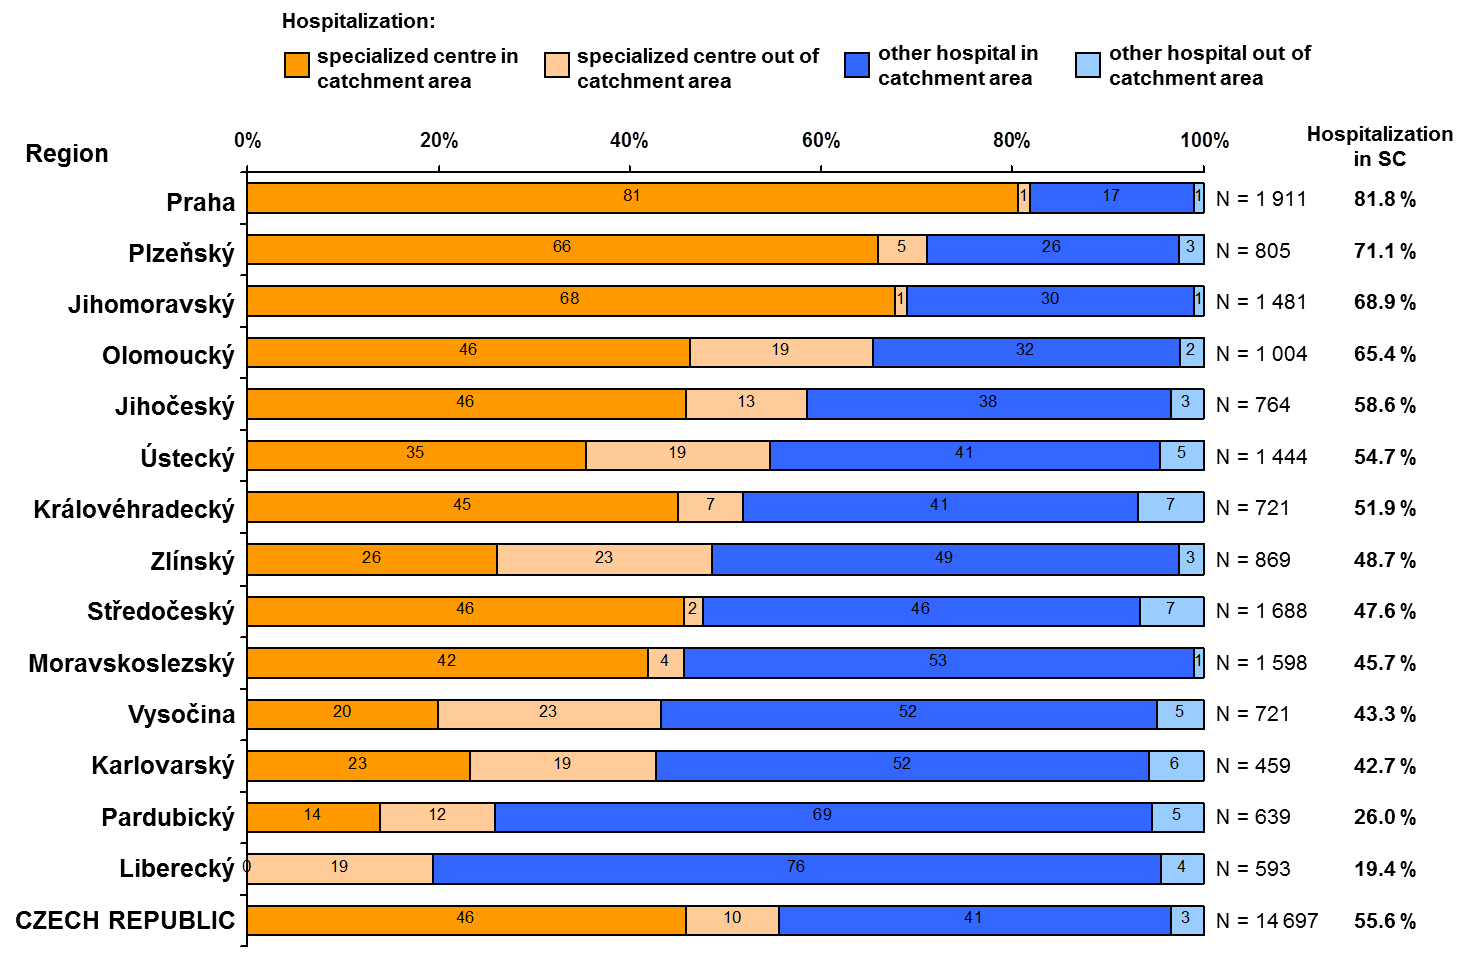 Hospitalization:
specialized centre in
catchment area
specialized centre out of
catchment area
other hospital in
catchment area
other hospital out of
catchment area
Region 0% 20% 40% 60% 80% 100% Hospitalization
in SC
Praha 81 1 17 1 N = 1 911 81.8 %
Plzeňský 66 5 26 3 N = 805 71.1 %
Jihomoravský 68 1 30 1 N = 1 481 68.9 %
Olomoucký 46 19 32 2 N = 1 004 65.4 %
Jihočeský 46 13 38 3 N = 764 58.6 %
Ústecký 35 19 41 5 N = 1 444 54.7 %
Královéhradecký 45 7 41 7 N = 721 51.9 %
Zlínský 26 23 49 3 N = 869 48.7 %
Středočeský 46 2 46 7 N = 1 688 47.6 %
Moravskoslezský 42 4 53 1 N = 1 598 45.7 %
Vysočina 20 23 52 5 N = 721 43.3 %
Karlovarský 23 19 52 6 N = 459 42.7 %
Pardubický 14 12 69 5 N = 639 26.0 %
Liberecký 0 19 76 4 N = 593 19.4 %
CZECH REPUBLIC 46 10 41 3 N = 14 697 55.6 %